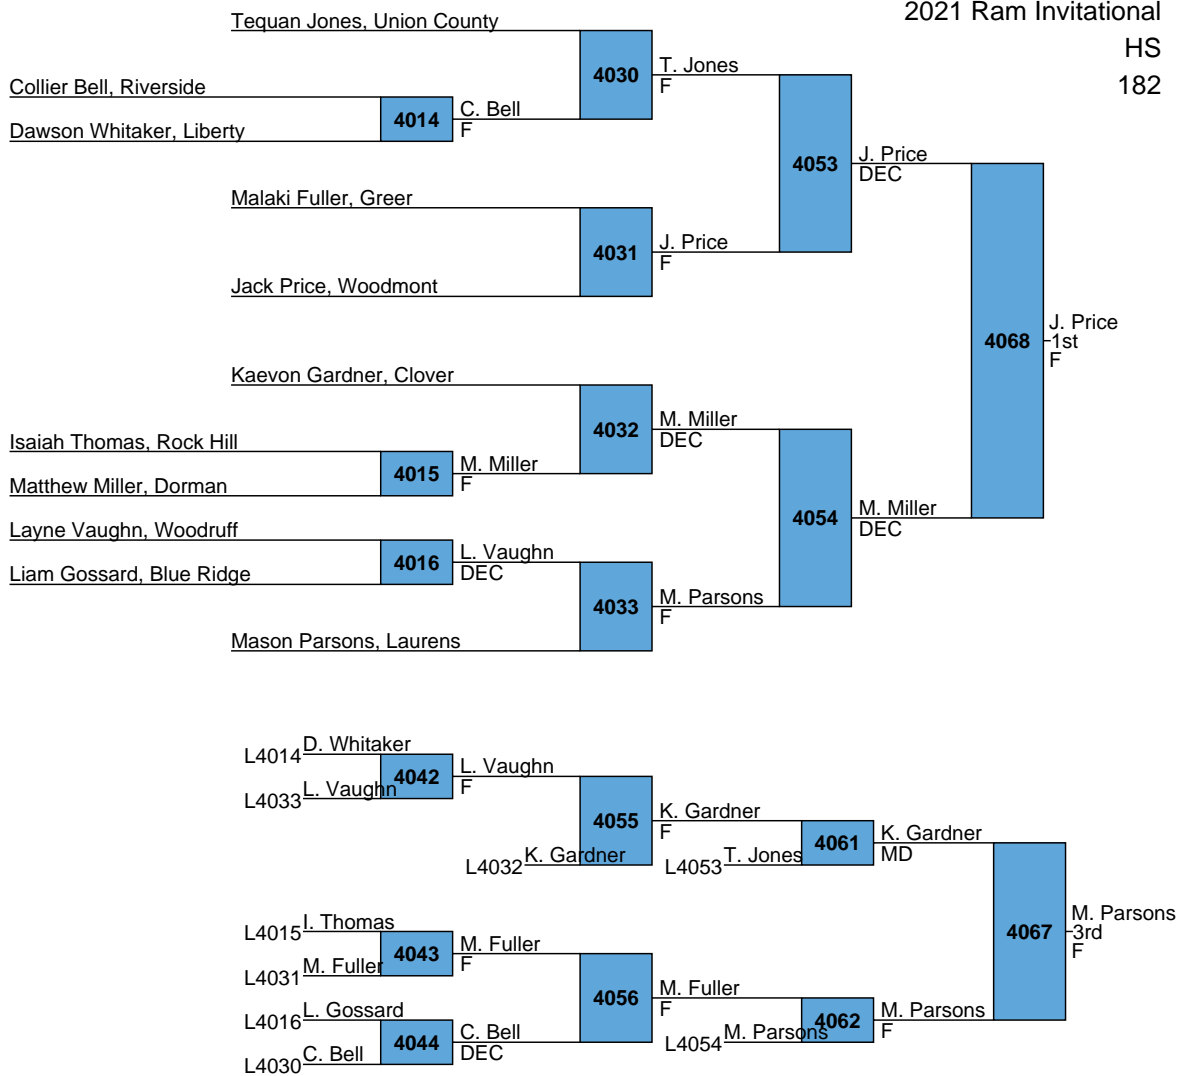 2021 Ram Invitational
HS
182
Tequan Jones, Union County
4030
T. Jones
F
Collier Bell, Riverside
4014
C. Bell
F
Dawson Whitaker, Liberty
4053
J. Price
DEC
Malaki Fuller, Greer
4031
J. Price
F
Jack Price, Woodmont
4068
J. Price
1st
F
Kaevon Gardner, Clover
4032
M. Miller
DEC
Isaiah Thomas, Rock Hill
4015
M. Miller
F
Matthew Miller, Dorman
4054
M. Miller
DEC
Layne Vaughn, Woodruff
4016
L. Vaughn
DEC
Liam Gossard, Blue Ridge
4033
M. Parsons
F
Mason Parsons, Laurens
L4014 D. Whitaker
4042
L. Vaughn
F
L4033 L. Vaughn
4055
K. Gardner
F
L4032 K. Gardner
4061
K. Gardner
MD
L4053 T. Jones
4067
M. Parsons
3rd
F
L4015 I. Thomas
4043
M. Fuller
F
L4031 M. Fuller
4056
M. Fuller
F
L4016 L. Gossard
4044
C. Bell
DEC
L4030 C. Bell
4062
M. Parsons
F
L4054 M. Parsons